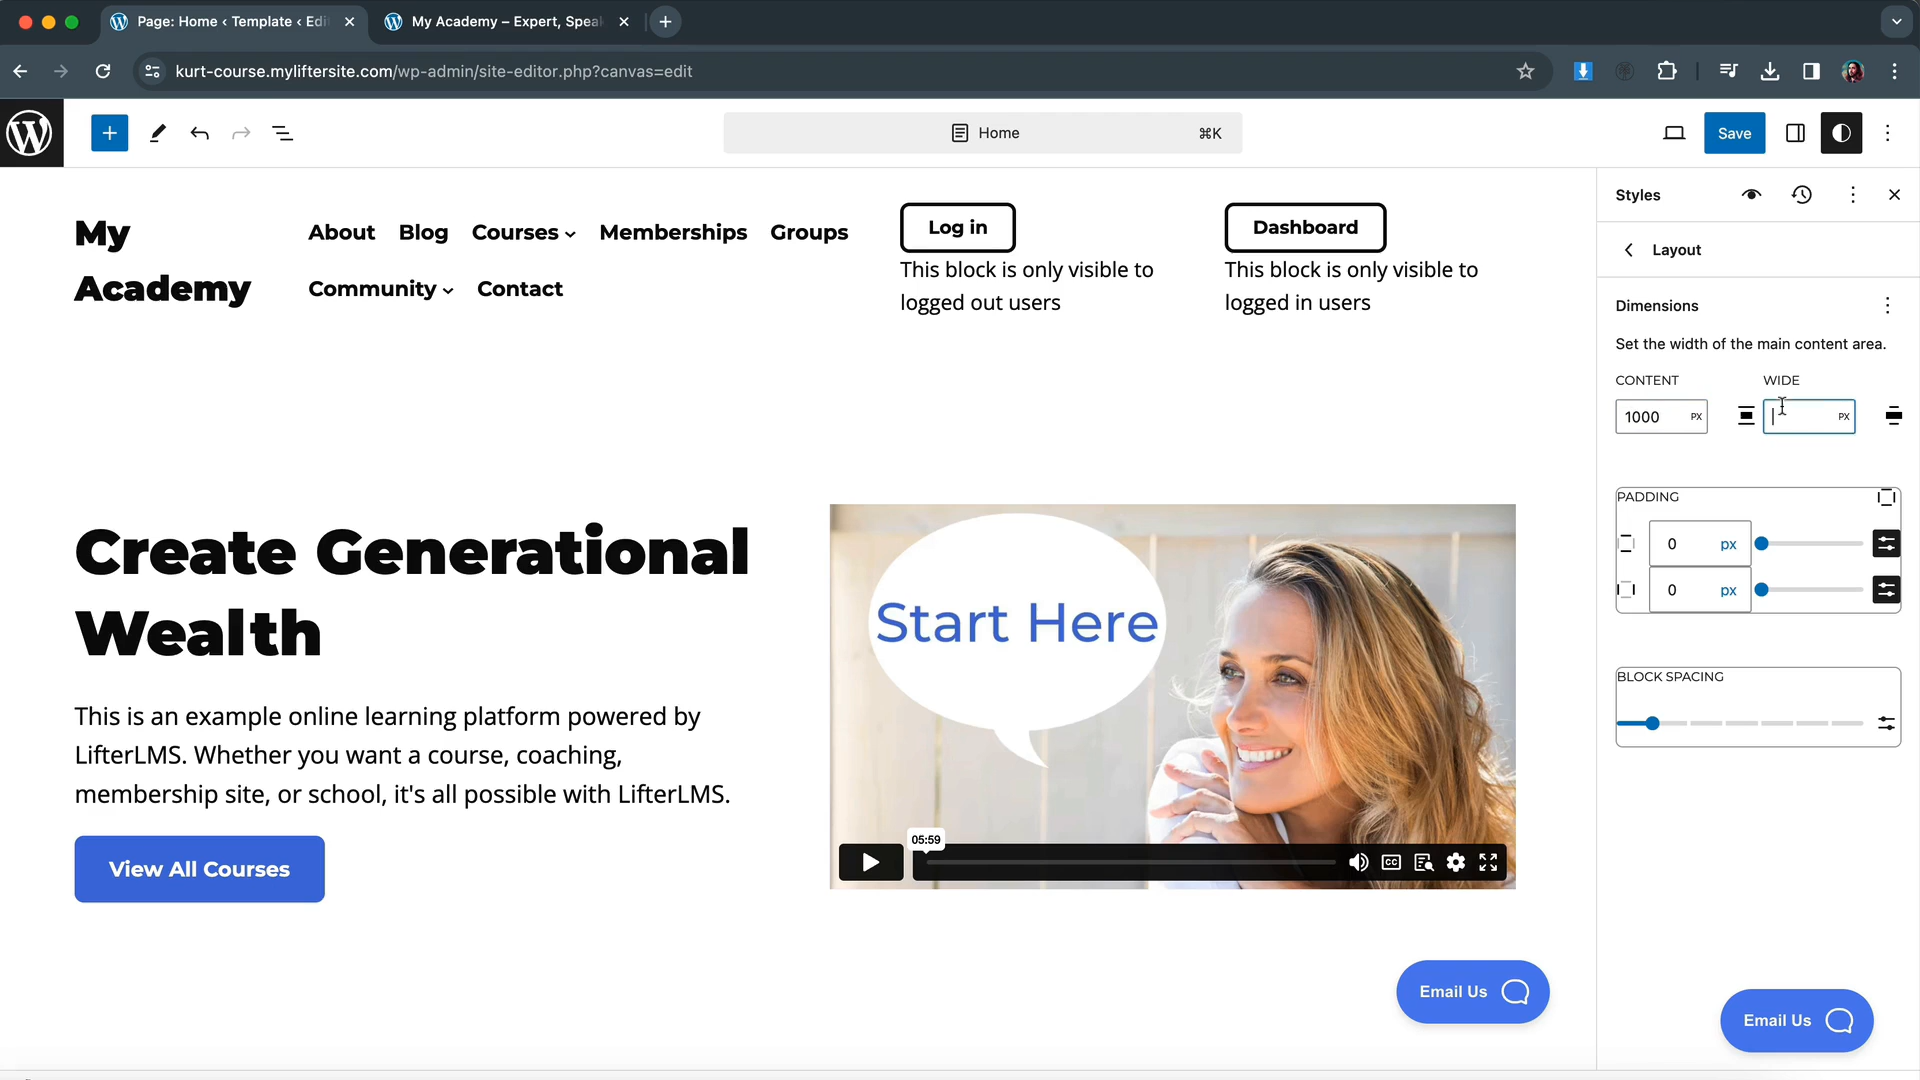 Page: Home ‹ Template ‹ Edi
My Academy – Expert, Spea
kurt-course.myliftersite.com/wp-admin/site-editor.php?canvas=edit
Home
⌘K
Save
My
Academy
About Blog Courses Memberships Groups
Community Contact
Log in
This block is only visible to
logged out users
Dashboard
This block is only visible to
logged in users
Create Generational
Wealth
This is an example online learning platform powered by
LifterLMS. Whether you want a course, coaching,
membership site, or school, it's all possible with LifterLMS.
View All Courses
Start Here
05:59
CC
Email Us
Styles
Layout
Dimensions
Set the width of the main content area.
CONTENT WIDE
1000 PX PX
PADDING
0 px
0 px
BLOCK SPACING
Email Us